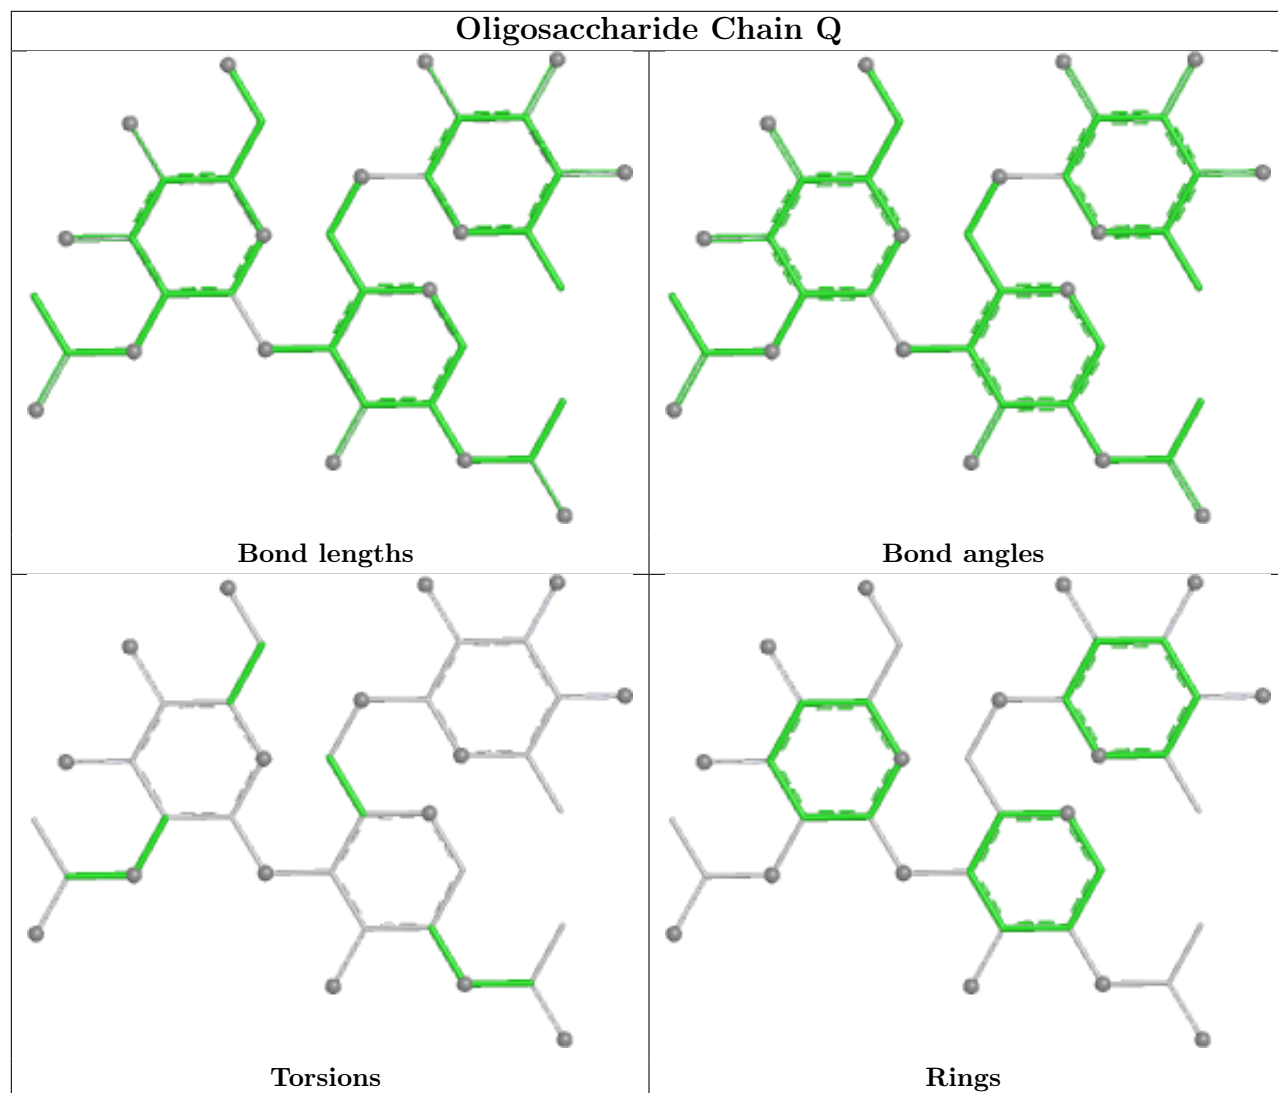 Oligosaccharide Chain Q
Bond lengths
Bond angles
Torsions
Rings